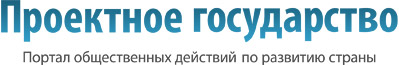 Проектное государство
Портал общественных действий по развитию страны